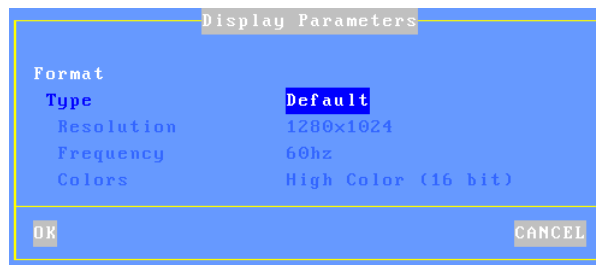 Display Parameters
Format
Type Default
Resolution 1280x1024
Frequency 60hz
Colors High Color (16 bit)
OK CANCEL